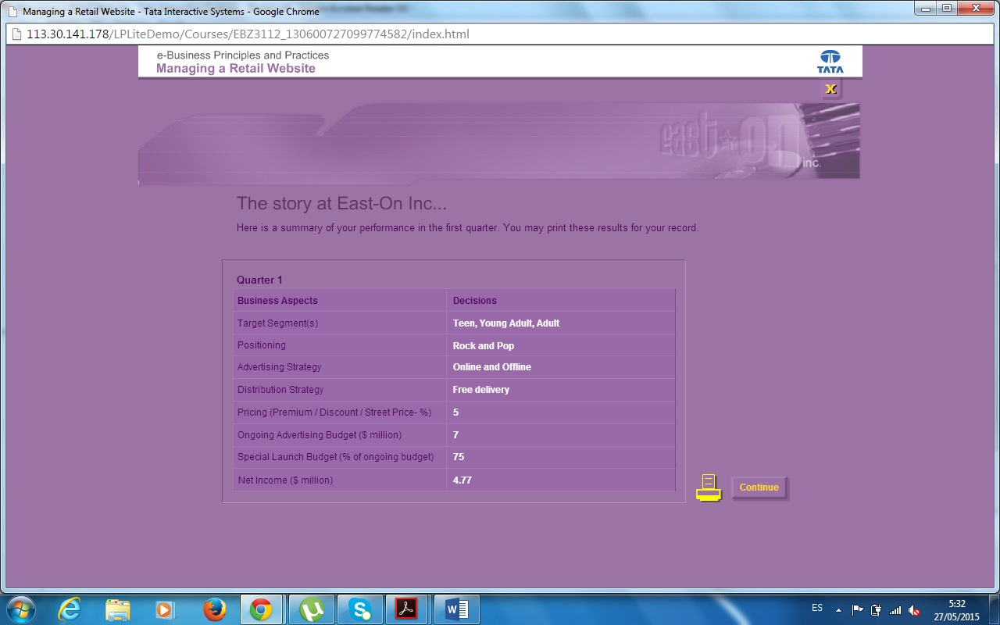 Managing a Retail Website - Tata Interactive Systems - Google Chrome
113.30.141.178/LPLiteDemo/Courses/EBZ3112_130600727099774582/index.html
e-Business Principles and Practices
Managing a Retail Website
TATA
X
east on
inc.
The story at East-On Inc...
Here is a summary of your performance in the first quarter. You may print these results for your record.
Quarter 1
Business Aspects Decisions
Target Segment(s) Teen, Young Adult, Adult
Positioning Rock and Pop
Advertising Strategy Online and Offline
Distribution Strategy Free delivery
Pricing (Premium / Discount / Street Price- %) 5
Ongoing Advertising Budget ($ million) 7
Special Launch Budget (% of ongoing budget) 75
Net Income ($ million) 4.77
Continue
ES 5:32
27/05/2015